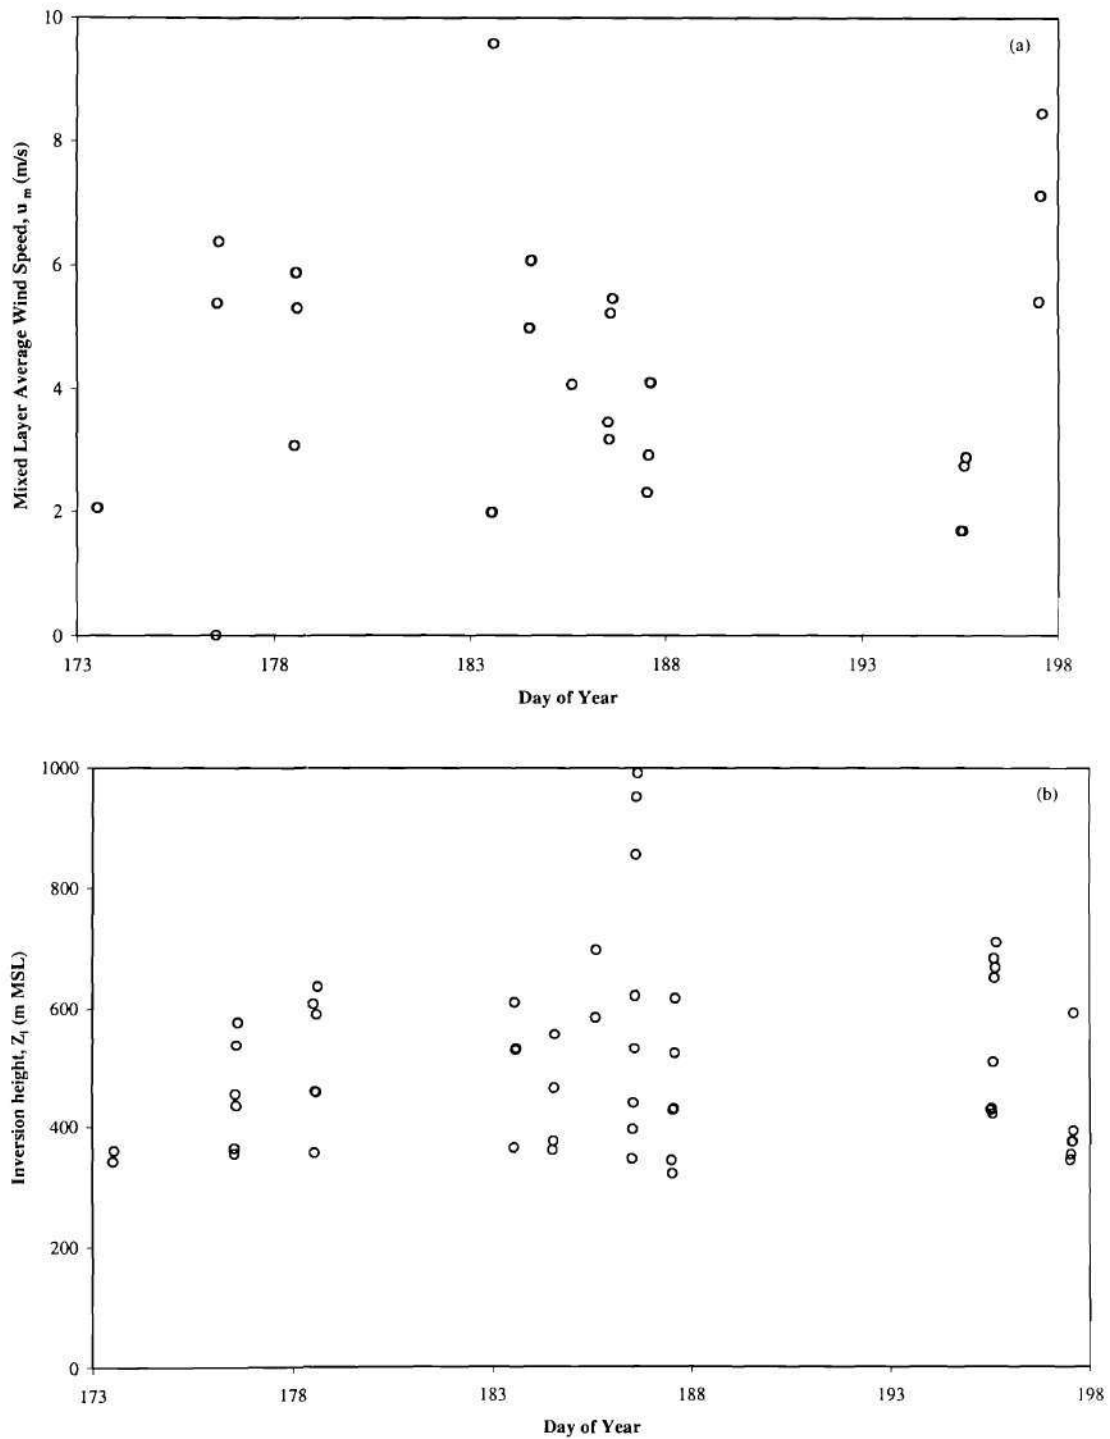 10
(a)
8
6
4
2
0
173 178 183 188 193 198
Mixed Layer Average Wind Speed, u m (m/s)
Day of Year
1000
(b)
800
600
400
200
0
173 178 183 188 193 198
Inversion height, Zi (m MSL)
Day of Year